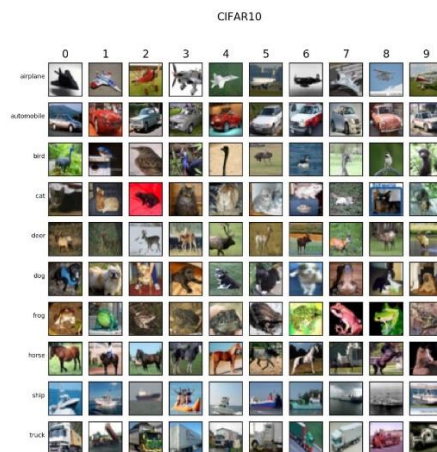 CIFAR10
0 1 2 3 4 5 6 7 8 9
airplane
automobile
bird
cat
deer
dog
frog
horse
ship
truck